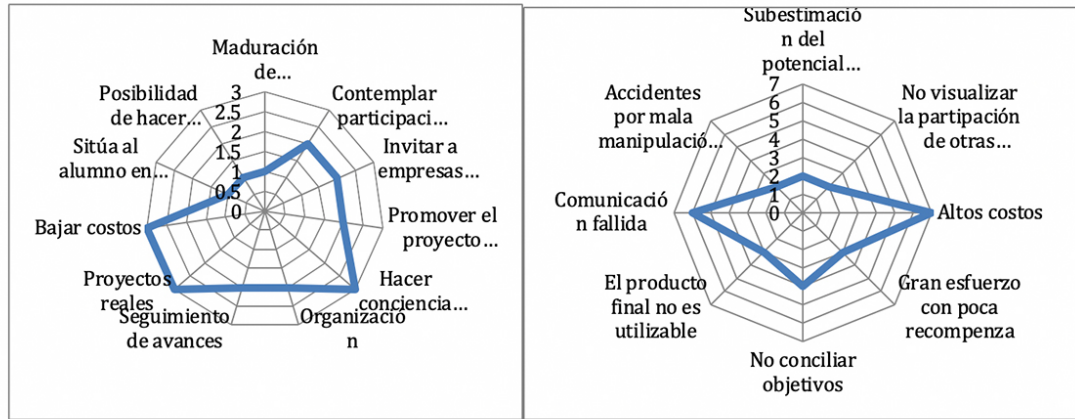 Maduración
de...
Contemplar
participaci...
Invitar a
empresas...
Promover el
proyecto...
Hacer
conciencia...
Organizació
n
Seguimiento
de avances
Proyectos
reales
Bajar costos
Sitúa al
alumno en...
Posibilidad
de hacer...
3
2.5
2
1.5
1
0.5
0
Subestimació
n del
potencial...
No visualizar
la partipación
de otras...
Altos costos
Gran esfuerzo
con poca
recompenza
No conciliar
objetivos
El producto
final no es
utilizable
Comunicació
n fallida
Accidentes
por mala
manipulació...
7
6
5
4
3
2
1
0